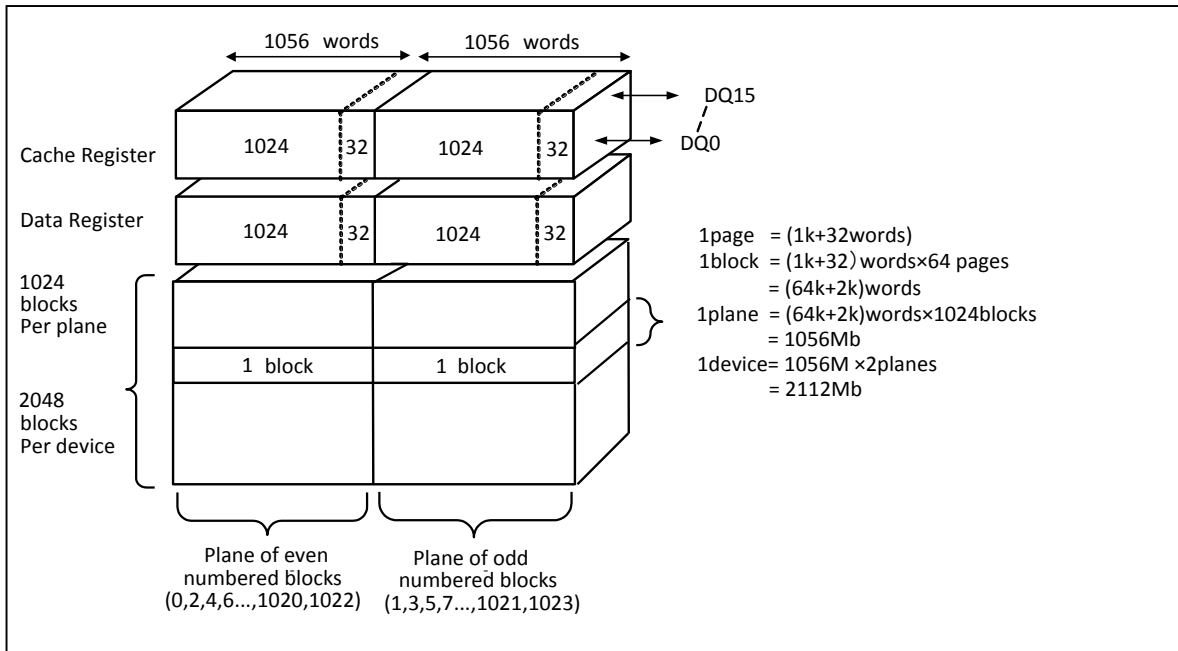 1056 words
1056 words
DQ15
DQ0
Cache Register
1024
32
1024
32
Data Register
1024
32
1024
32
1024
blocks
Per plane
2048
blocks
Per device
1 block
1 block
1page = (1k+32words)
1block = (1k+32）words×64 pages
= (64k+2k)words
1plane = (64k+2k)words×1024blocks
= 1056Mb
1device= 1056M ×2planes
= 2112Mb
Plane of even
numbered blocks
(0,2,4,6...,1020,1022)
Plane of odd
numbered blocks
(1,3,5,7...,1021,1023)